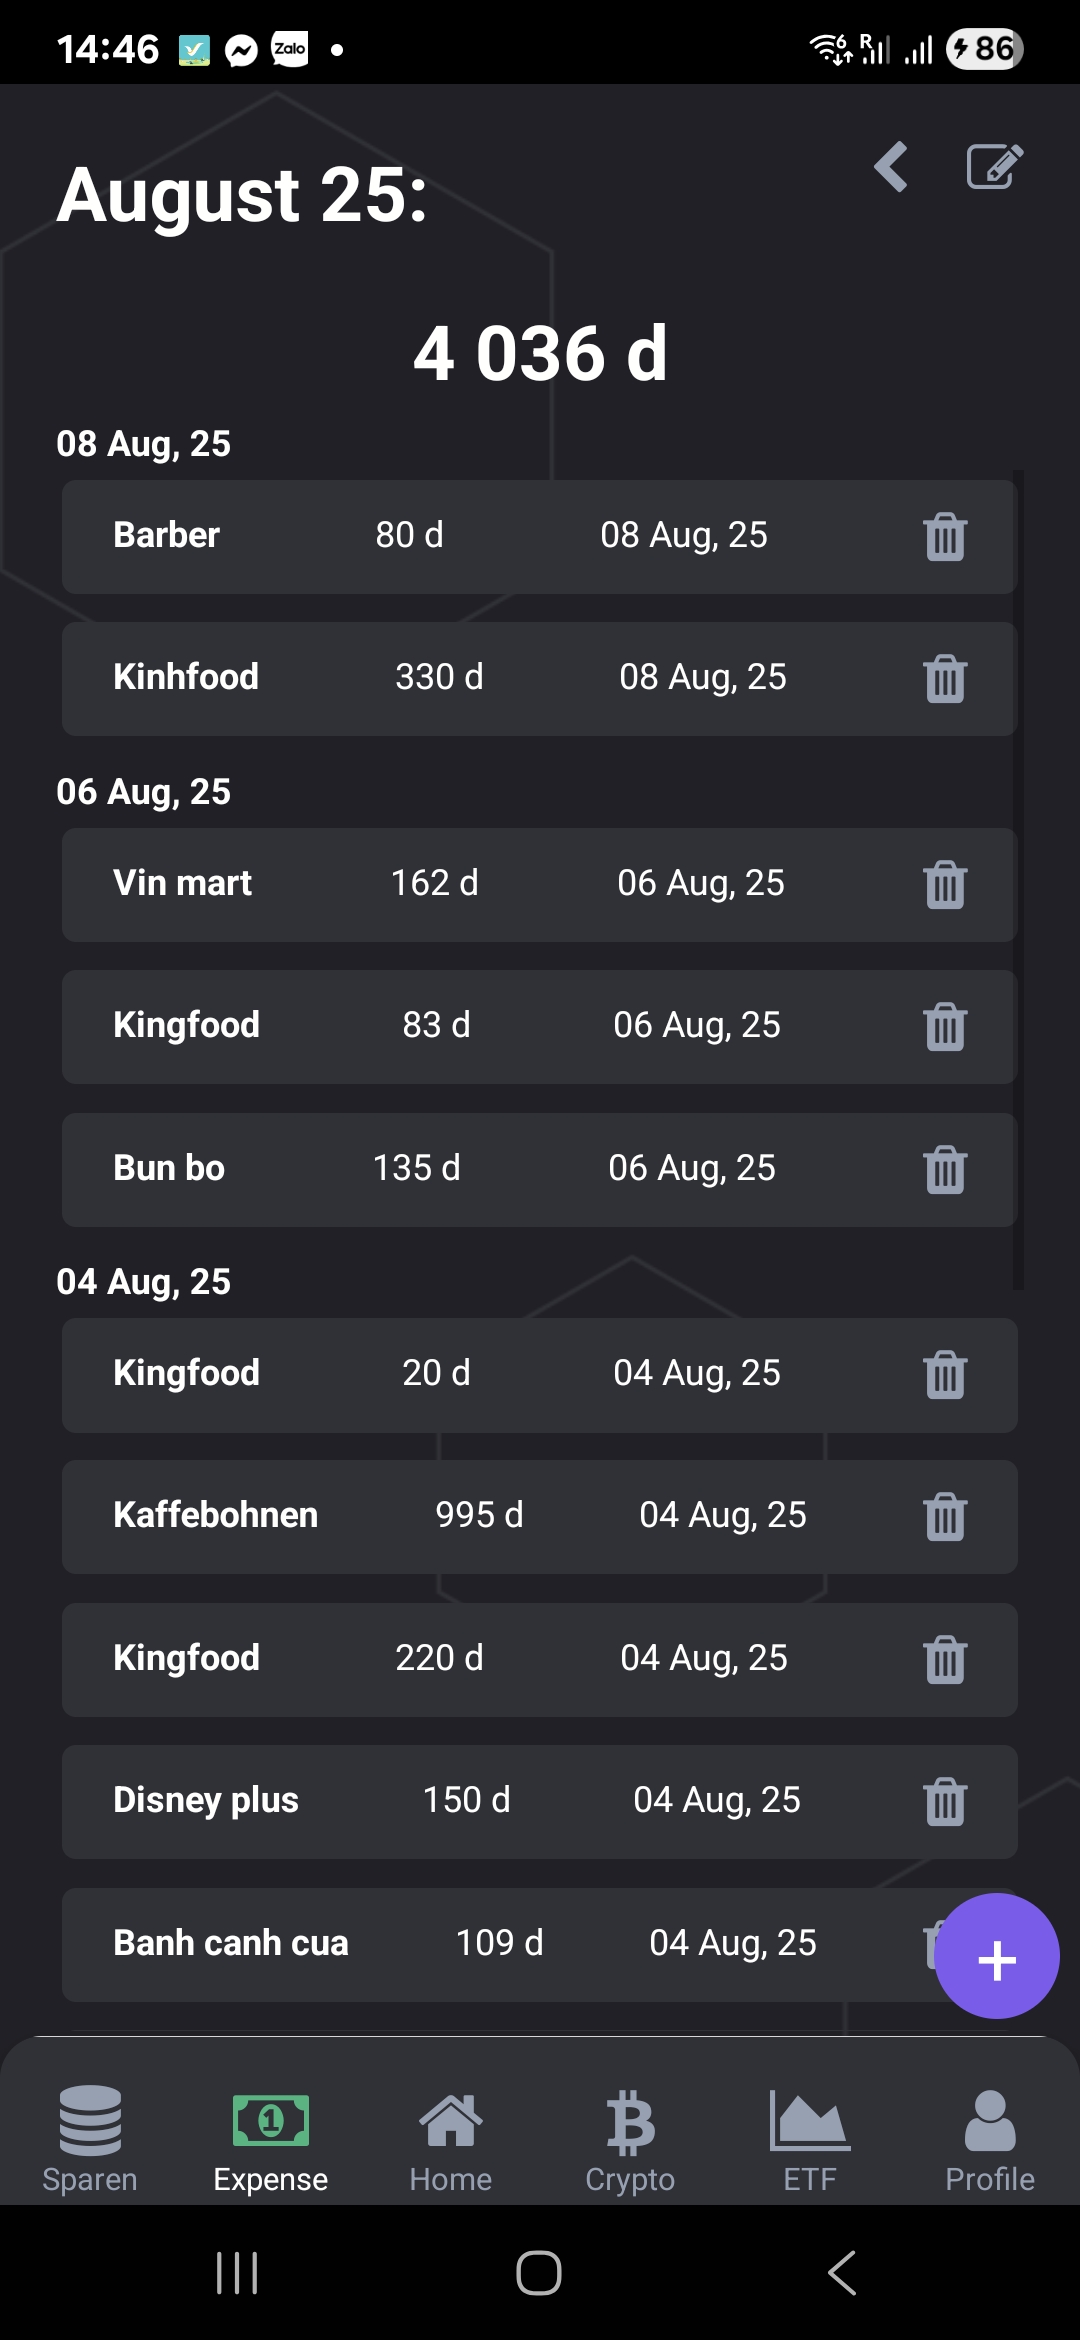 14:46 Zalo 6 R 86
August 25:
4 036 d
08 Aug, 25
Barber 80 d 08 Aug, 25
Kinhfood 330 d 08 Aug, 25
06 Aug, 25
Vin mart 162 d 06 Aug, 25
Kingfood 83 d 06 Aug, 25
Bun bo 135 d 06 Aug, 25
04 Aug, 25
Kingfood 20 d 04 Aug, 25
Kaffebohnen 995 d 04 Aug, 25
Kingfood 220 d 04 Aug, 25
Disney plus 150 d 04 Aug, 25
Banh canh cua 109 d 04 Aug, 25
+
1
Sparen Expense Home Crypto ETF Profile